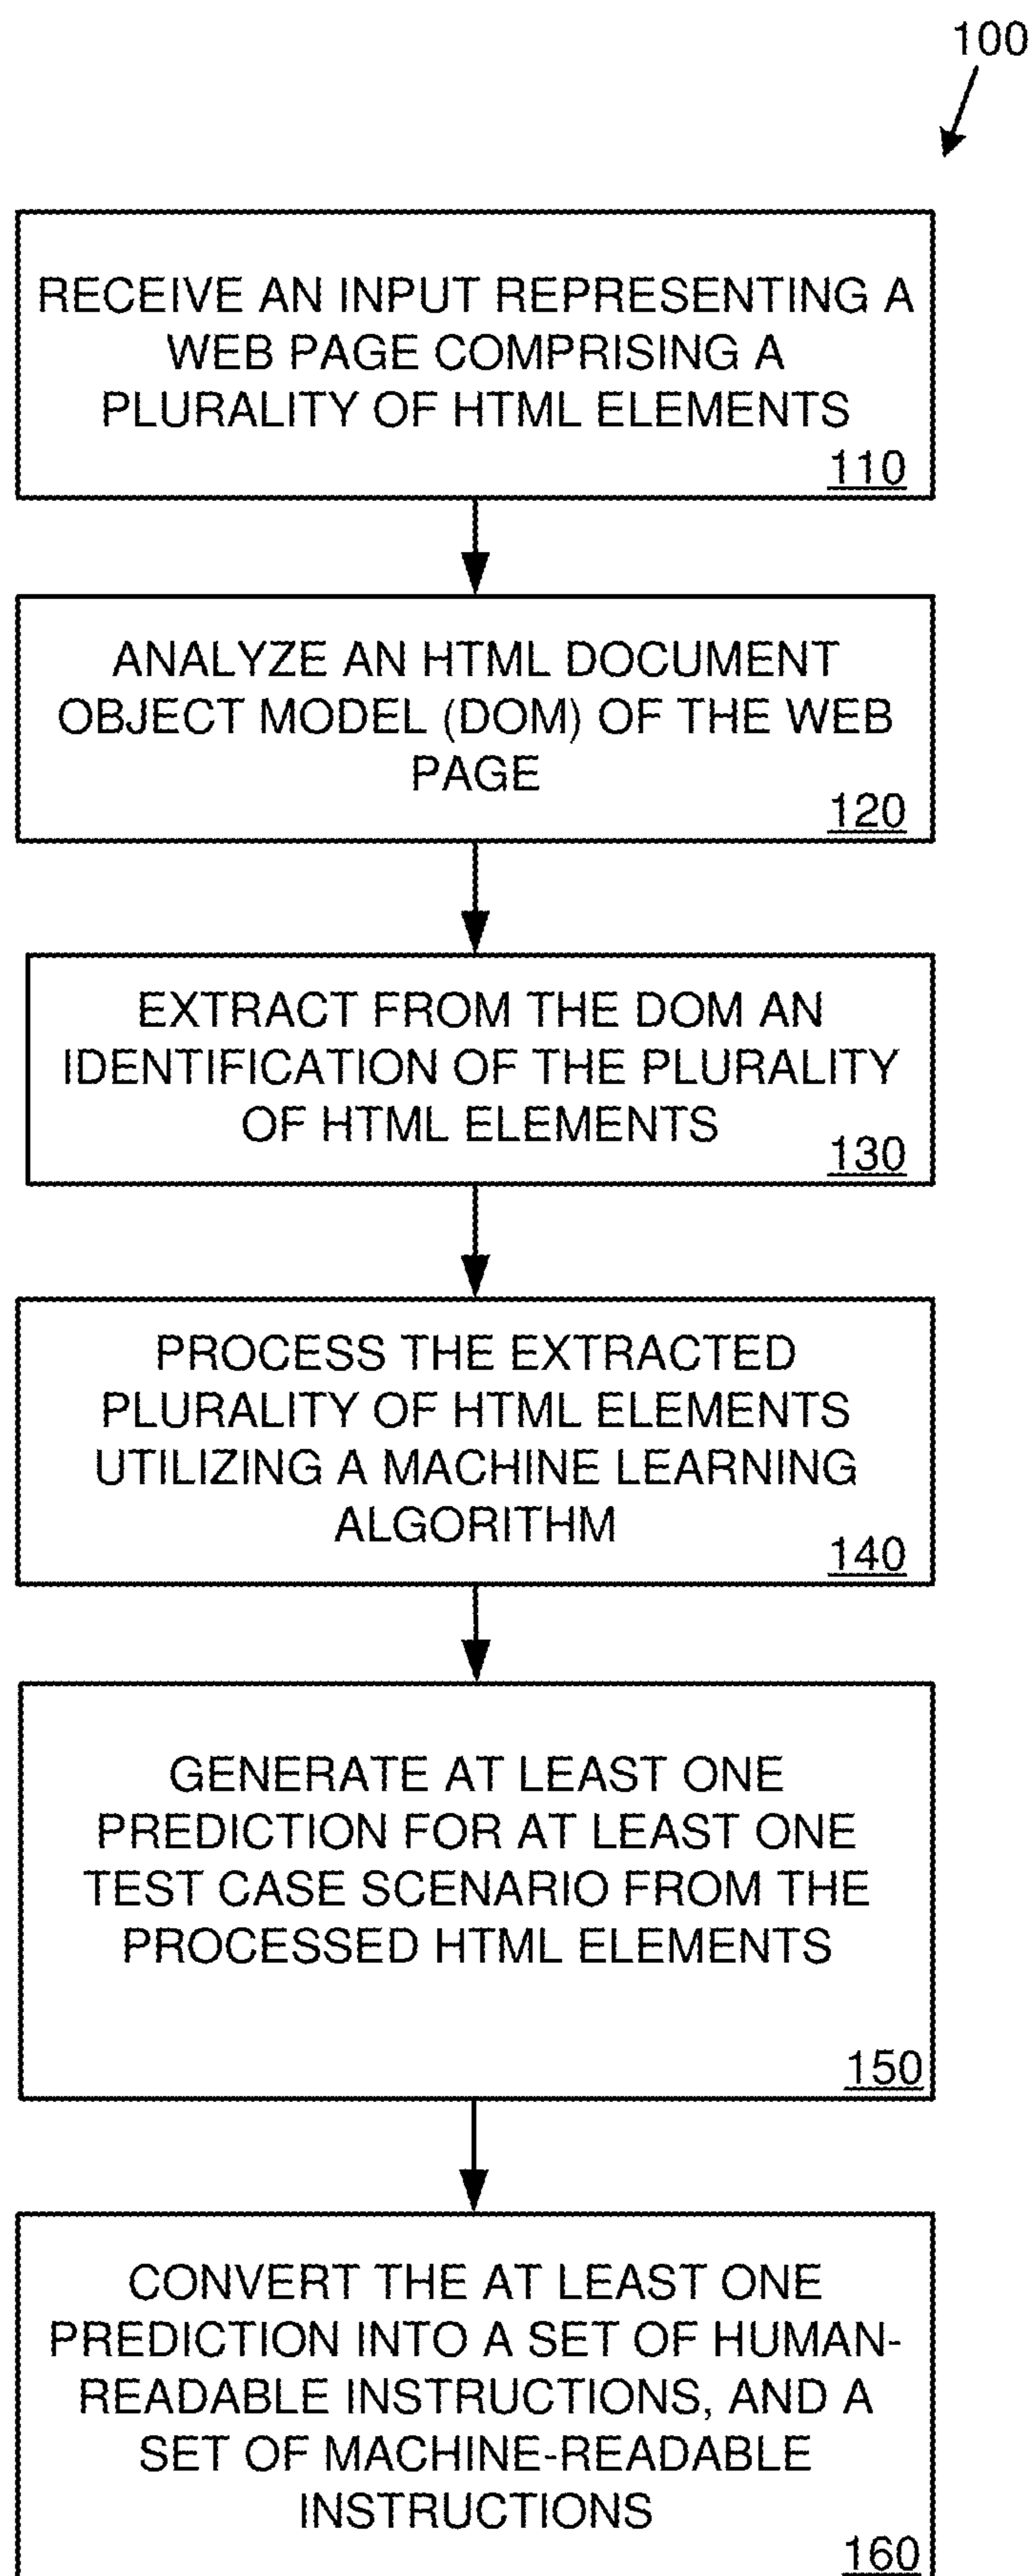 100
RECEIVE AN INPUT REPRESENTING A
WEB PAGE COMPRISING A
PLURALITY OF HTML ELEMENTS
110
ANALYZE AN HTML DOCUMENT
OBJECT MODEL (DOM) OF THE WEB
PAGE
120
EXTRACT FROM THE DOM AN
IDENTIFICATION OF THE PLURALITY
OF HTML ELEMENTS
130
PROCESS THE EXTRACTED
PLURALITY OF HTML ELEMENTS
UTILIZING A MACHINE LEARNING
ALGORITHM
140
GENERATE AT LEAST ONE
PREDICTION FOR AT LEAST ONE
TEST CASE SCENARIO FROM THE
PROCESSED HTML ELEMENTS
150
CONVERT THE AT LEAST ONE
PREDICTION INTO A SET OF HUMAN-
READABLE INSTRUCTIONS, AND A
SET OF MACHINE-READABLE
INSTRUCTIONS
160